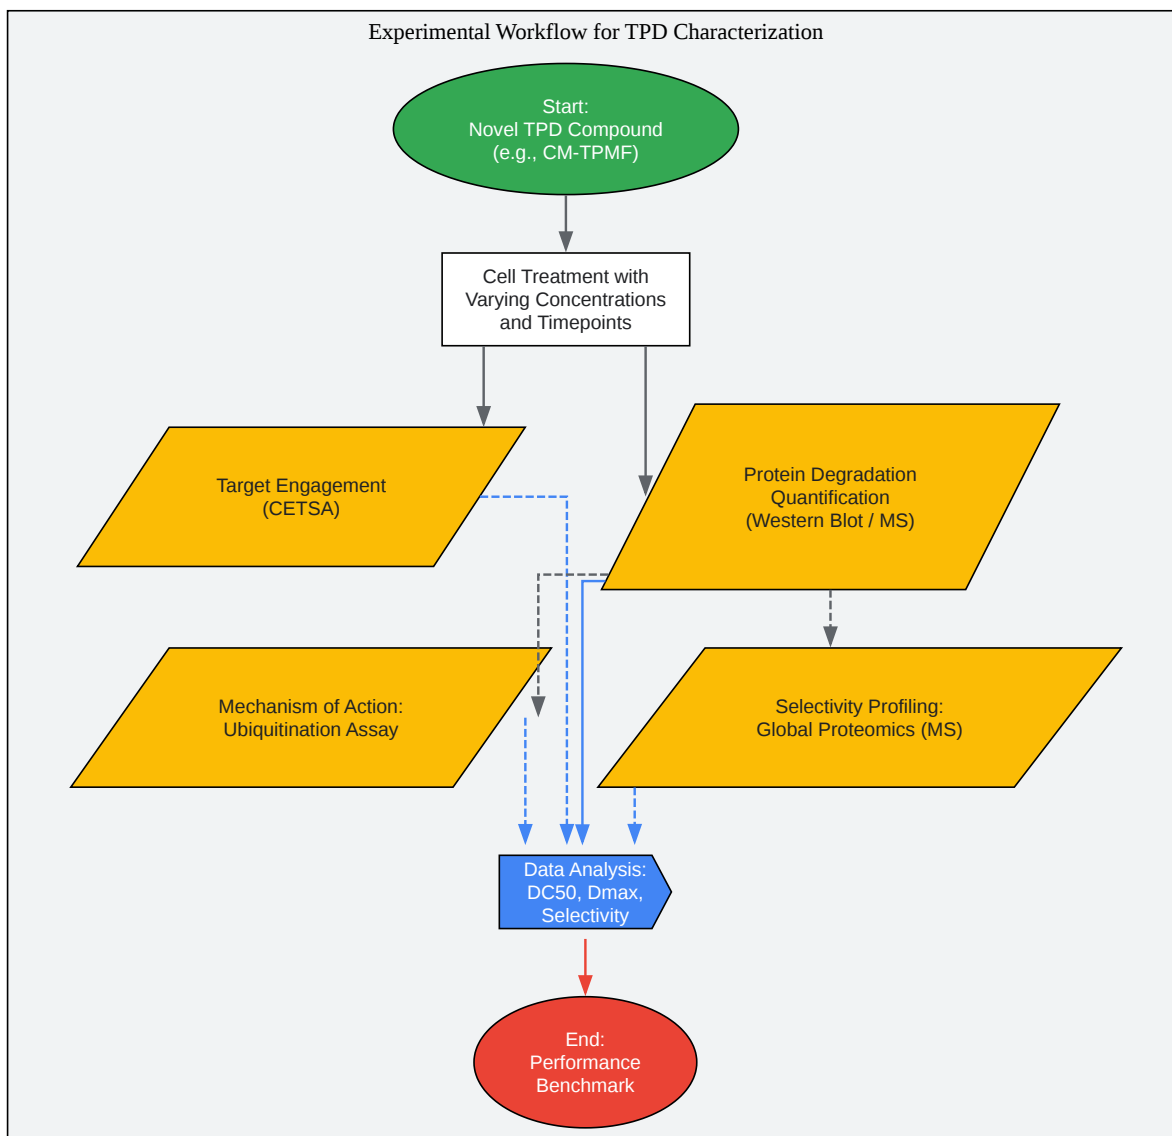 Experimental Workflow for TPD Characterization
Start:
Novel TPD Compound
(e.g., CM-TPMF)
Cell Treatment with
Varying Concentrations
and Timepoints
Target Engagement
(CETSA)
Protein Degradation
Quantification
(Western Blot / MS)
Mechanism of Action:
Ubiquitination Assay
Selectivity Profiling:
Global Proteomics (MS)
Data Analysis:
DC50, Dmax,
Selectivity
End:
Performance
Benchmark